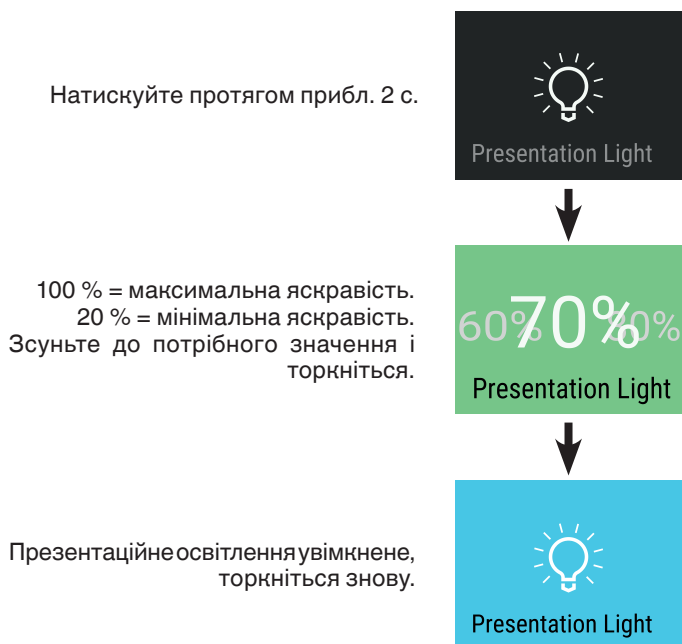 Натискуйте протягом прибл. 2 с.
Presentation Light
100 % = максимальна яскравість.
20 % = мінімальна яскравість.
Зсуньте до потрібного значення і
торкніться.
60% 70% 80%
Presentation Light
Презентаційне освітлення увімкнене,
торкніться знову.
Presentation Light